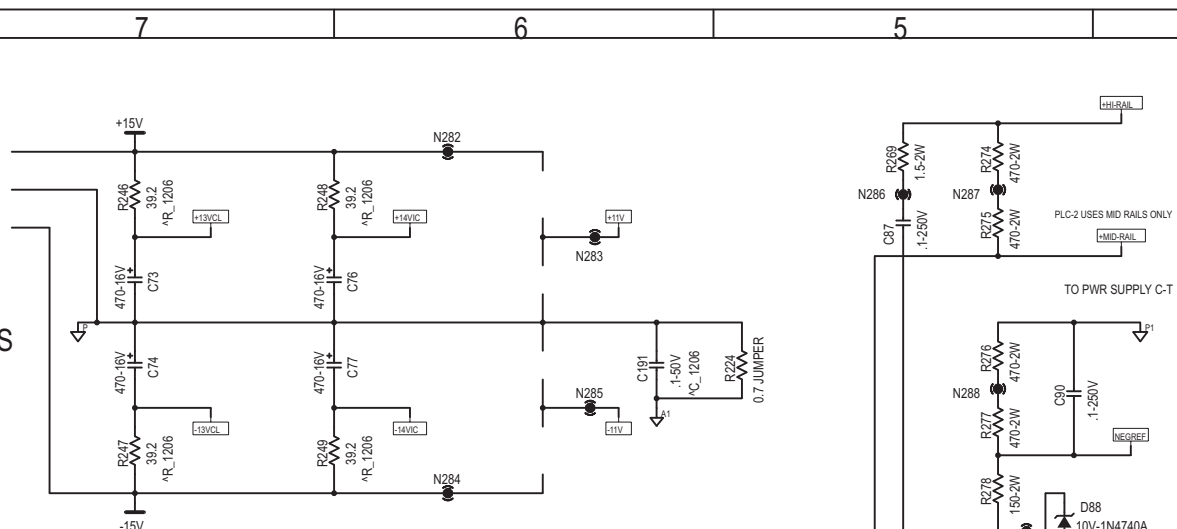 7
6
5
+15V
N282
+HI-RAIL
R246
39.2
^R_1206
R248
39.2
^R_1206
R269
1.5-2W
R274
470-2W
N286
N287
+13VCL
+14VIC
+11V
N283
C87
.1-250V
R275
470-2W
PLC-2 USES MID RAILS ONLY
+MID-RAIL
470-16V
+
C73
470-16V
+
C76
TO PWR SUPPLY C-T
P
P1
S
470-16V
+
C74
470-16V
+
C77
C191
.1-50V
^C_1206
R224
0.7 JUMPER
R276
470-2W
N288
C90
.1-250V
A1
N285
-13VCL
-14VIC
-11V
R277
470-2W
NEGREF
R247
39.2
^R_1206
R249
39.2
^R_1206
N284
R278
150-2W
D88
10V-1N4740A
-15V